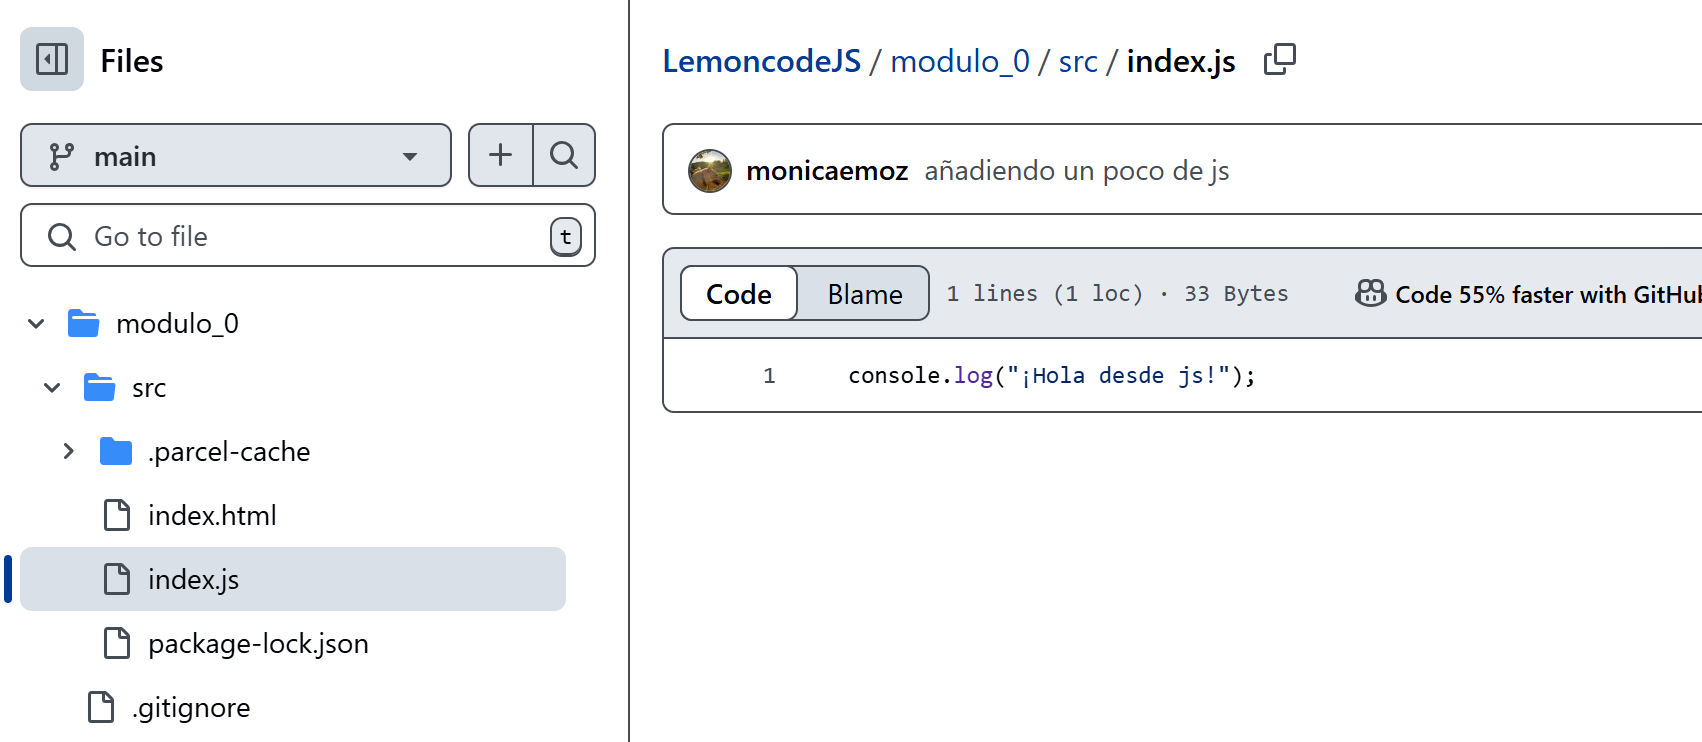 Files
main
Go to file
t
modulo_0
src
.parcel-cache
index.html
index.js
package-lock.json
.gitignore
LemoncodeJS / modulo_0 / src / index.js
monicaemoz añadiendo un poco de js
Code Blame 1 lines (1 loc) · 33 Bytes Code 55% faster with GitHub
1 console.log("¡Hola desde js!");